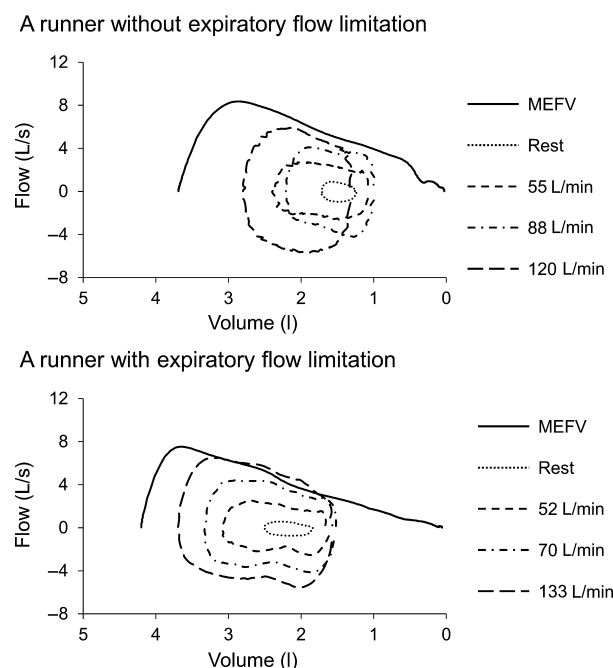 A runner without expiratory flow limitation
12
8
4
0
–4
–8
Flow (L/s)
5 4 3 2 1 0
Volume (l)
MEFV
Rest
55 L/min
88 L/min
120 L/min
A runner with expiratory flow limitation
12
8
4
0
–4
–8
Flow (L/s)
5 4 3 2 1 0
Volume (l)
MEFV
Rest
52 L/min
70 L/min
133 L/min